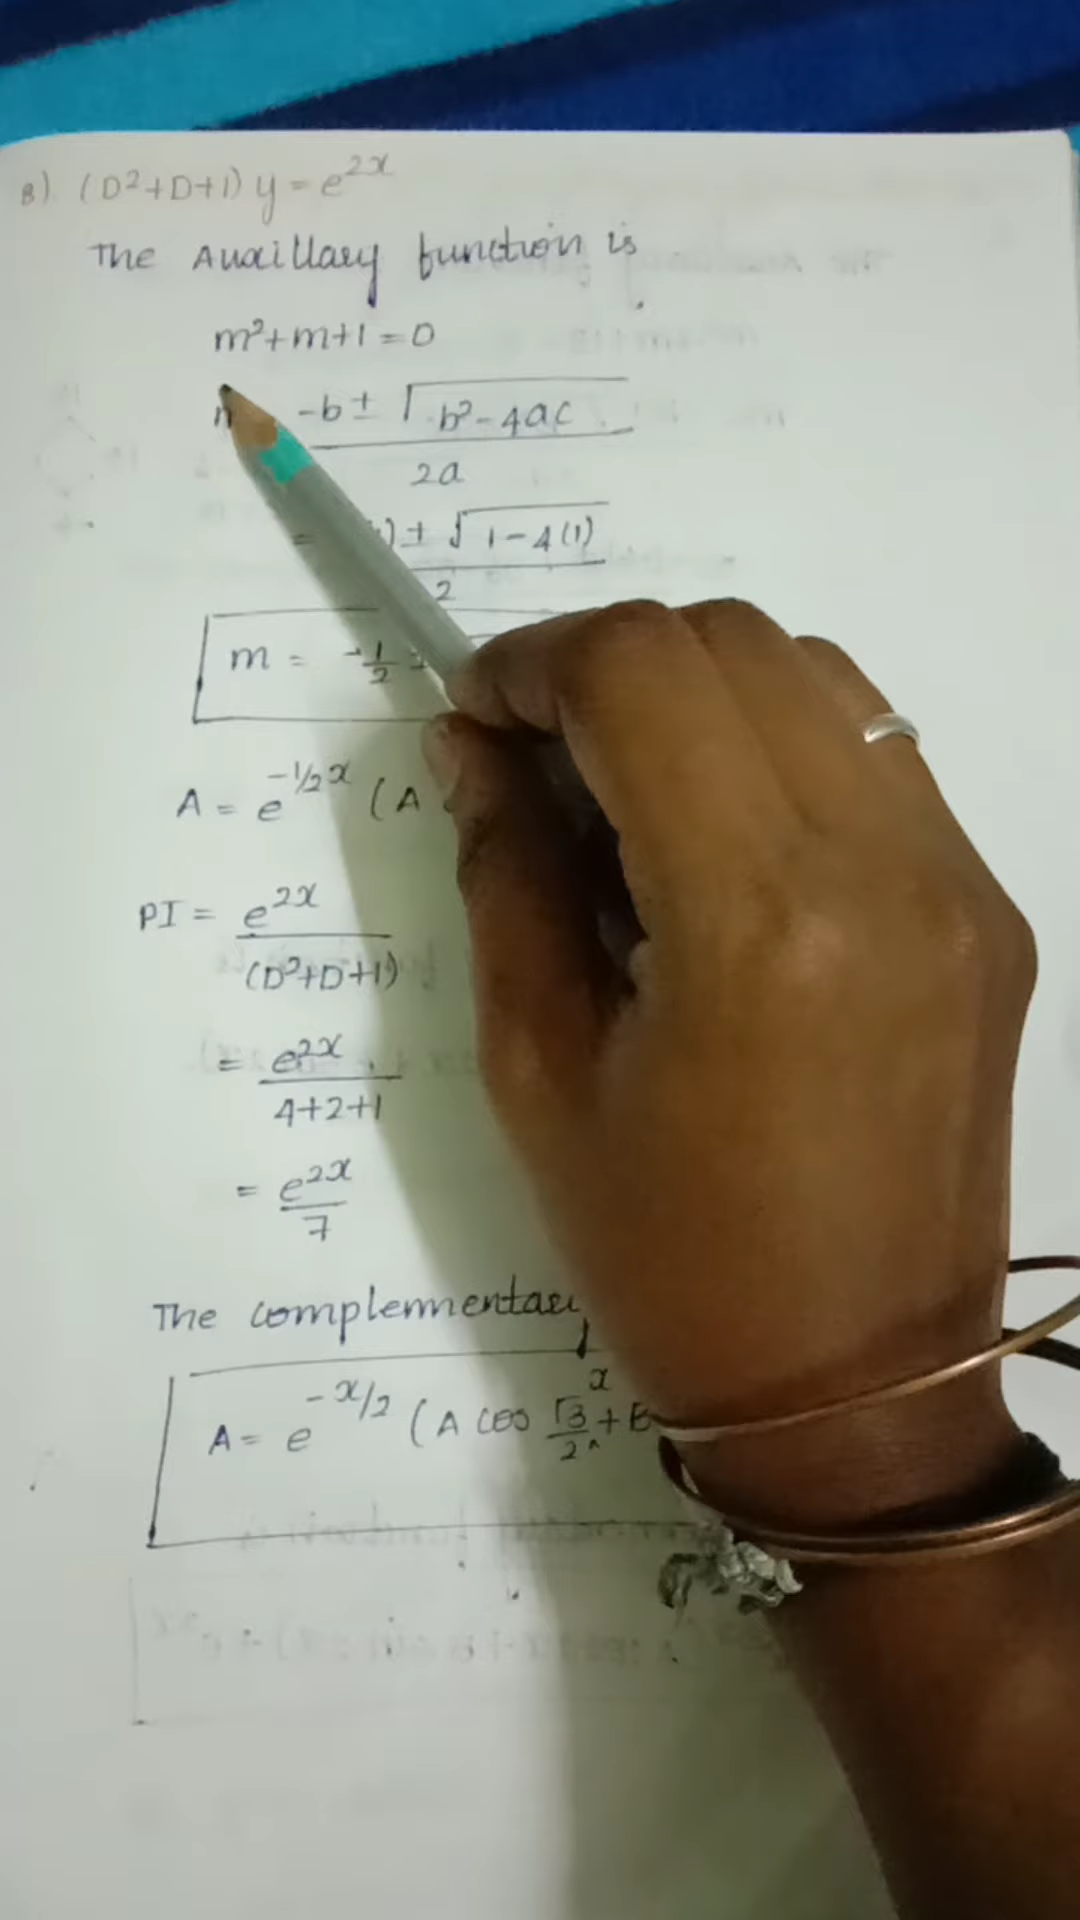 8). (D²+D+1) y = e^2x
The Auxillary function is
m²+m+1 = 0
-b ± √b²-4ac
2a
= ) ± √1-4(1)
2
m = -1/2 ±
A = e^-1/2x (A
PI = e^2x
(D²+D+1)
= e^2x
4+2+1
= e^2x
7
The complementary
A = e^-x/2 (A cos √3/2 x +